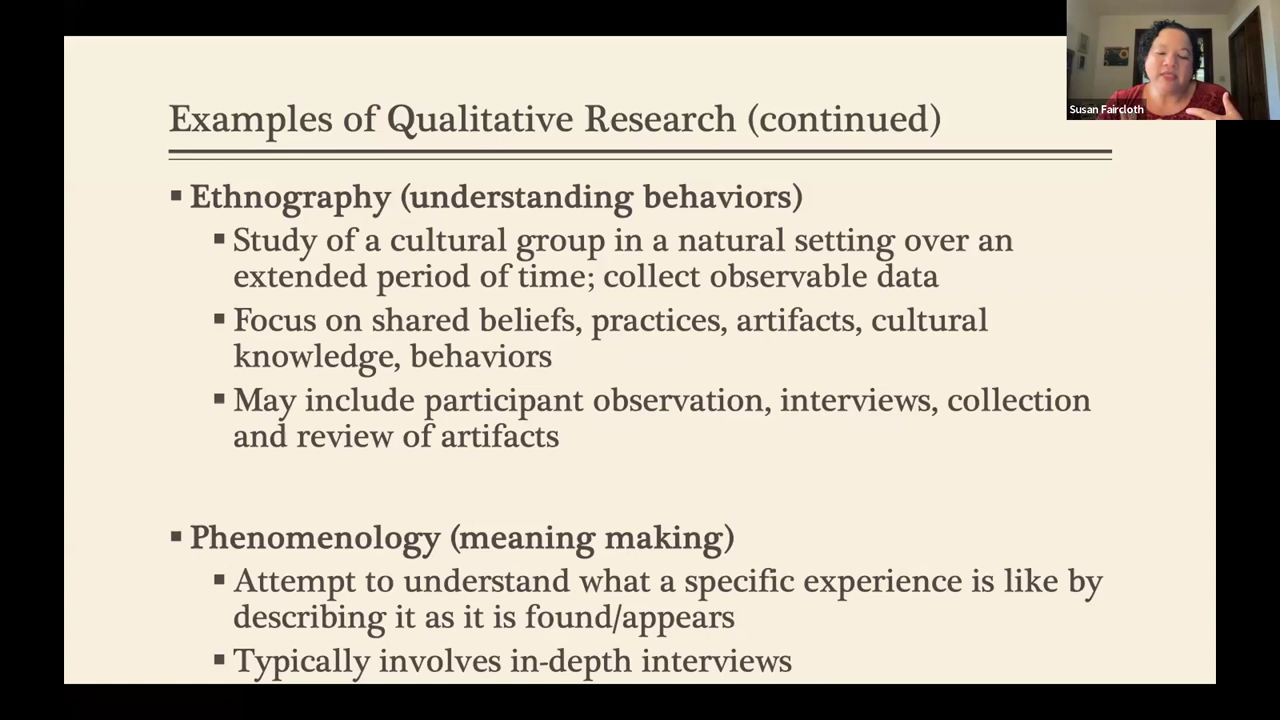 Susan Faircloth
Examples of Qualitative Research (continued)
▪ Ethnography (understanding behaviors)
▪ Study of a cultural group in a natural setting over an
extended period of time; collect observable data
▪ Focus on shared beliefs, practices, artifacts, cultural
knowledge, behaviors
▪ May include participant observation, interviews, collection
and review of artifacts
▪ Phenomenology (meaning making)
▪ Attempt to understand what a specific experience is like by
describing it as it is found/appears
▪ Typically involves in-depth interviews